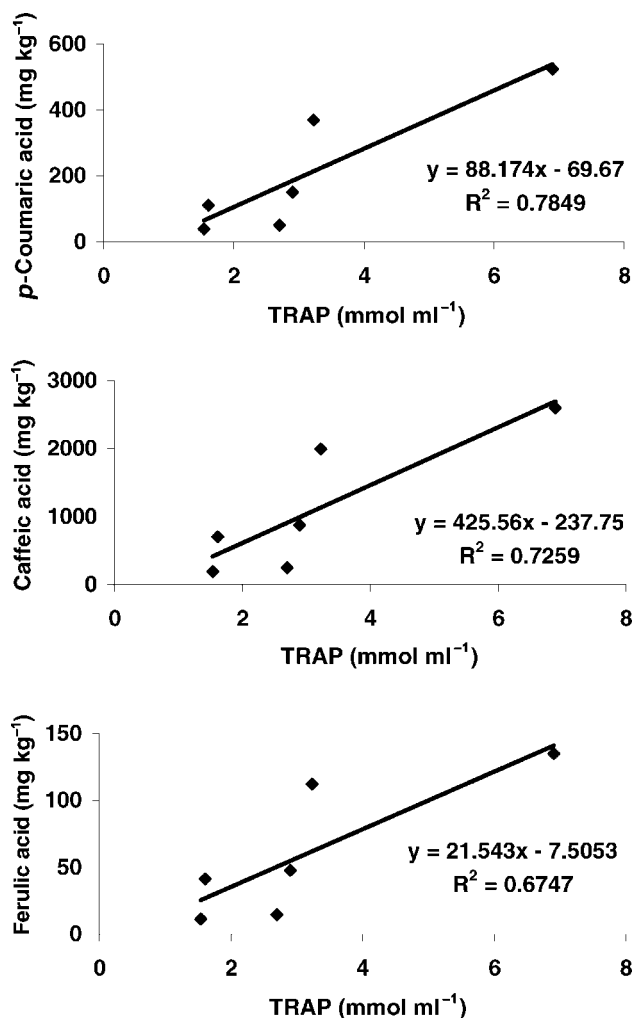 p-Coumaric acid (mg kg⁻¹)
600
400
200
0
0 2 4 6 8
y = 88.174x - 69.67
R² = 0.7849
TRAP (mmol ml⁻¹)
Caffeic acid (mg kg⁻¹)
3000
2000
1000
0
0 2 4 6 8
y = 425.56x - 237.75
R² = 0.7259
TRAP (mmol ml⁻¹)
Ferulic acid (mg kg⁻¹)
150
100
50
0
0 2 4 6 8
y = 21.543x - 7.5053
R² = 0.6747
TRAP (mmol ml⁻¹)